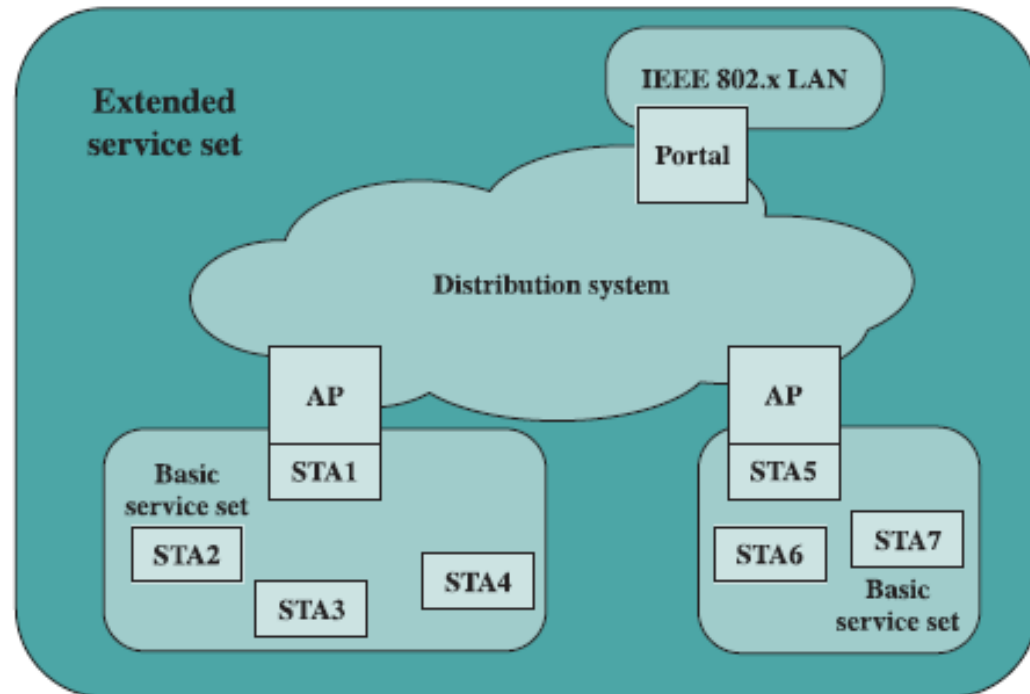 Extended
service set
IEEE 802.x LAN
Portal
Distribution system
AP
AP
STA1
STA5
Basic
service set
STA2
STA3
STA4
STA6
STA7
Basic
service set